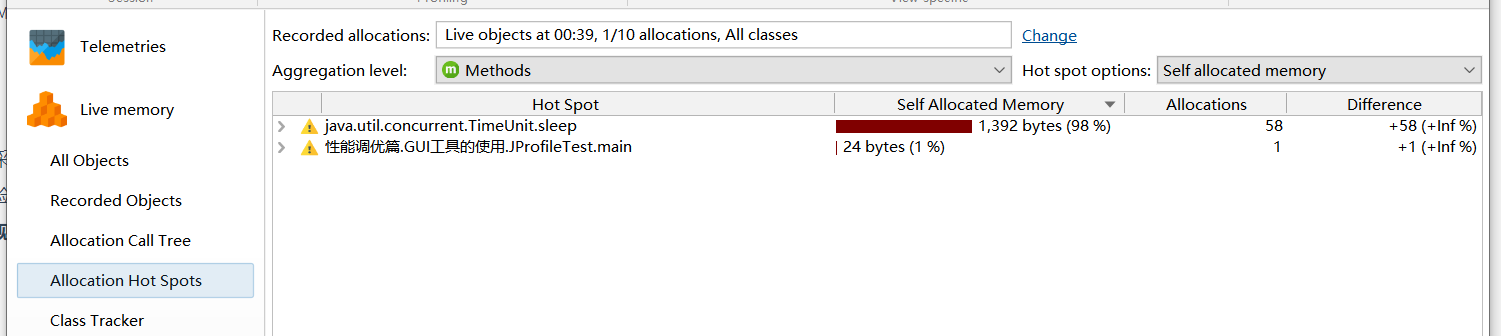 Session
Profiling
View specific
Telemetries
Live memory
All Objects
Recorded Objects
Allocation Call Tree
Allocation Hot Spots
Class Tracker
Recorded allocations: Live objects at 00:39, 1/10 allocations, All classes Change
Aggregation level: m Methods Hot spot options: Self allocated memory
Hot Spot Self Allocated Memory Allocations Difference
java.util.concurrent.TimeUnit.sleep 1,392 bytes (98 %) 58 +58 (+Inf %)
性能调优篇.GUI工具的使用.JProfileTest.main 24 bytes (1 %) 1 +1 (+Inf %)